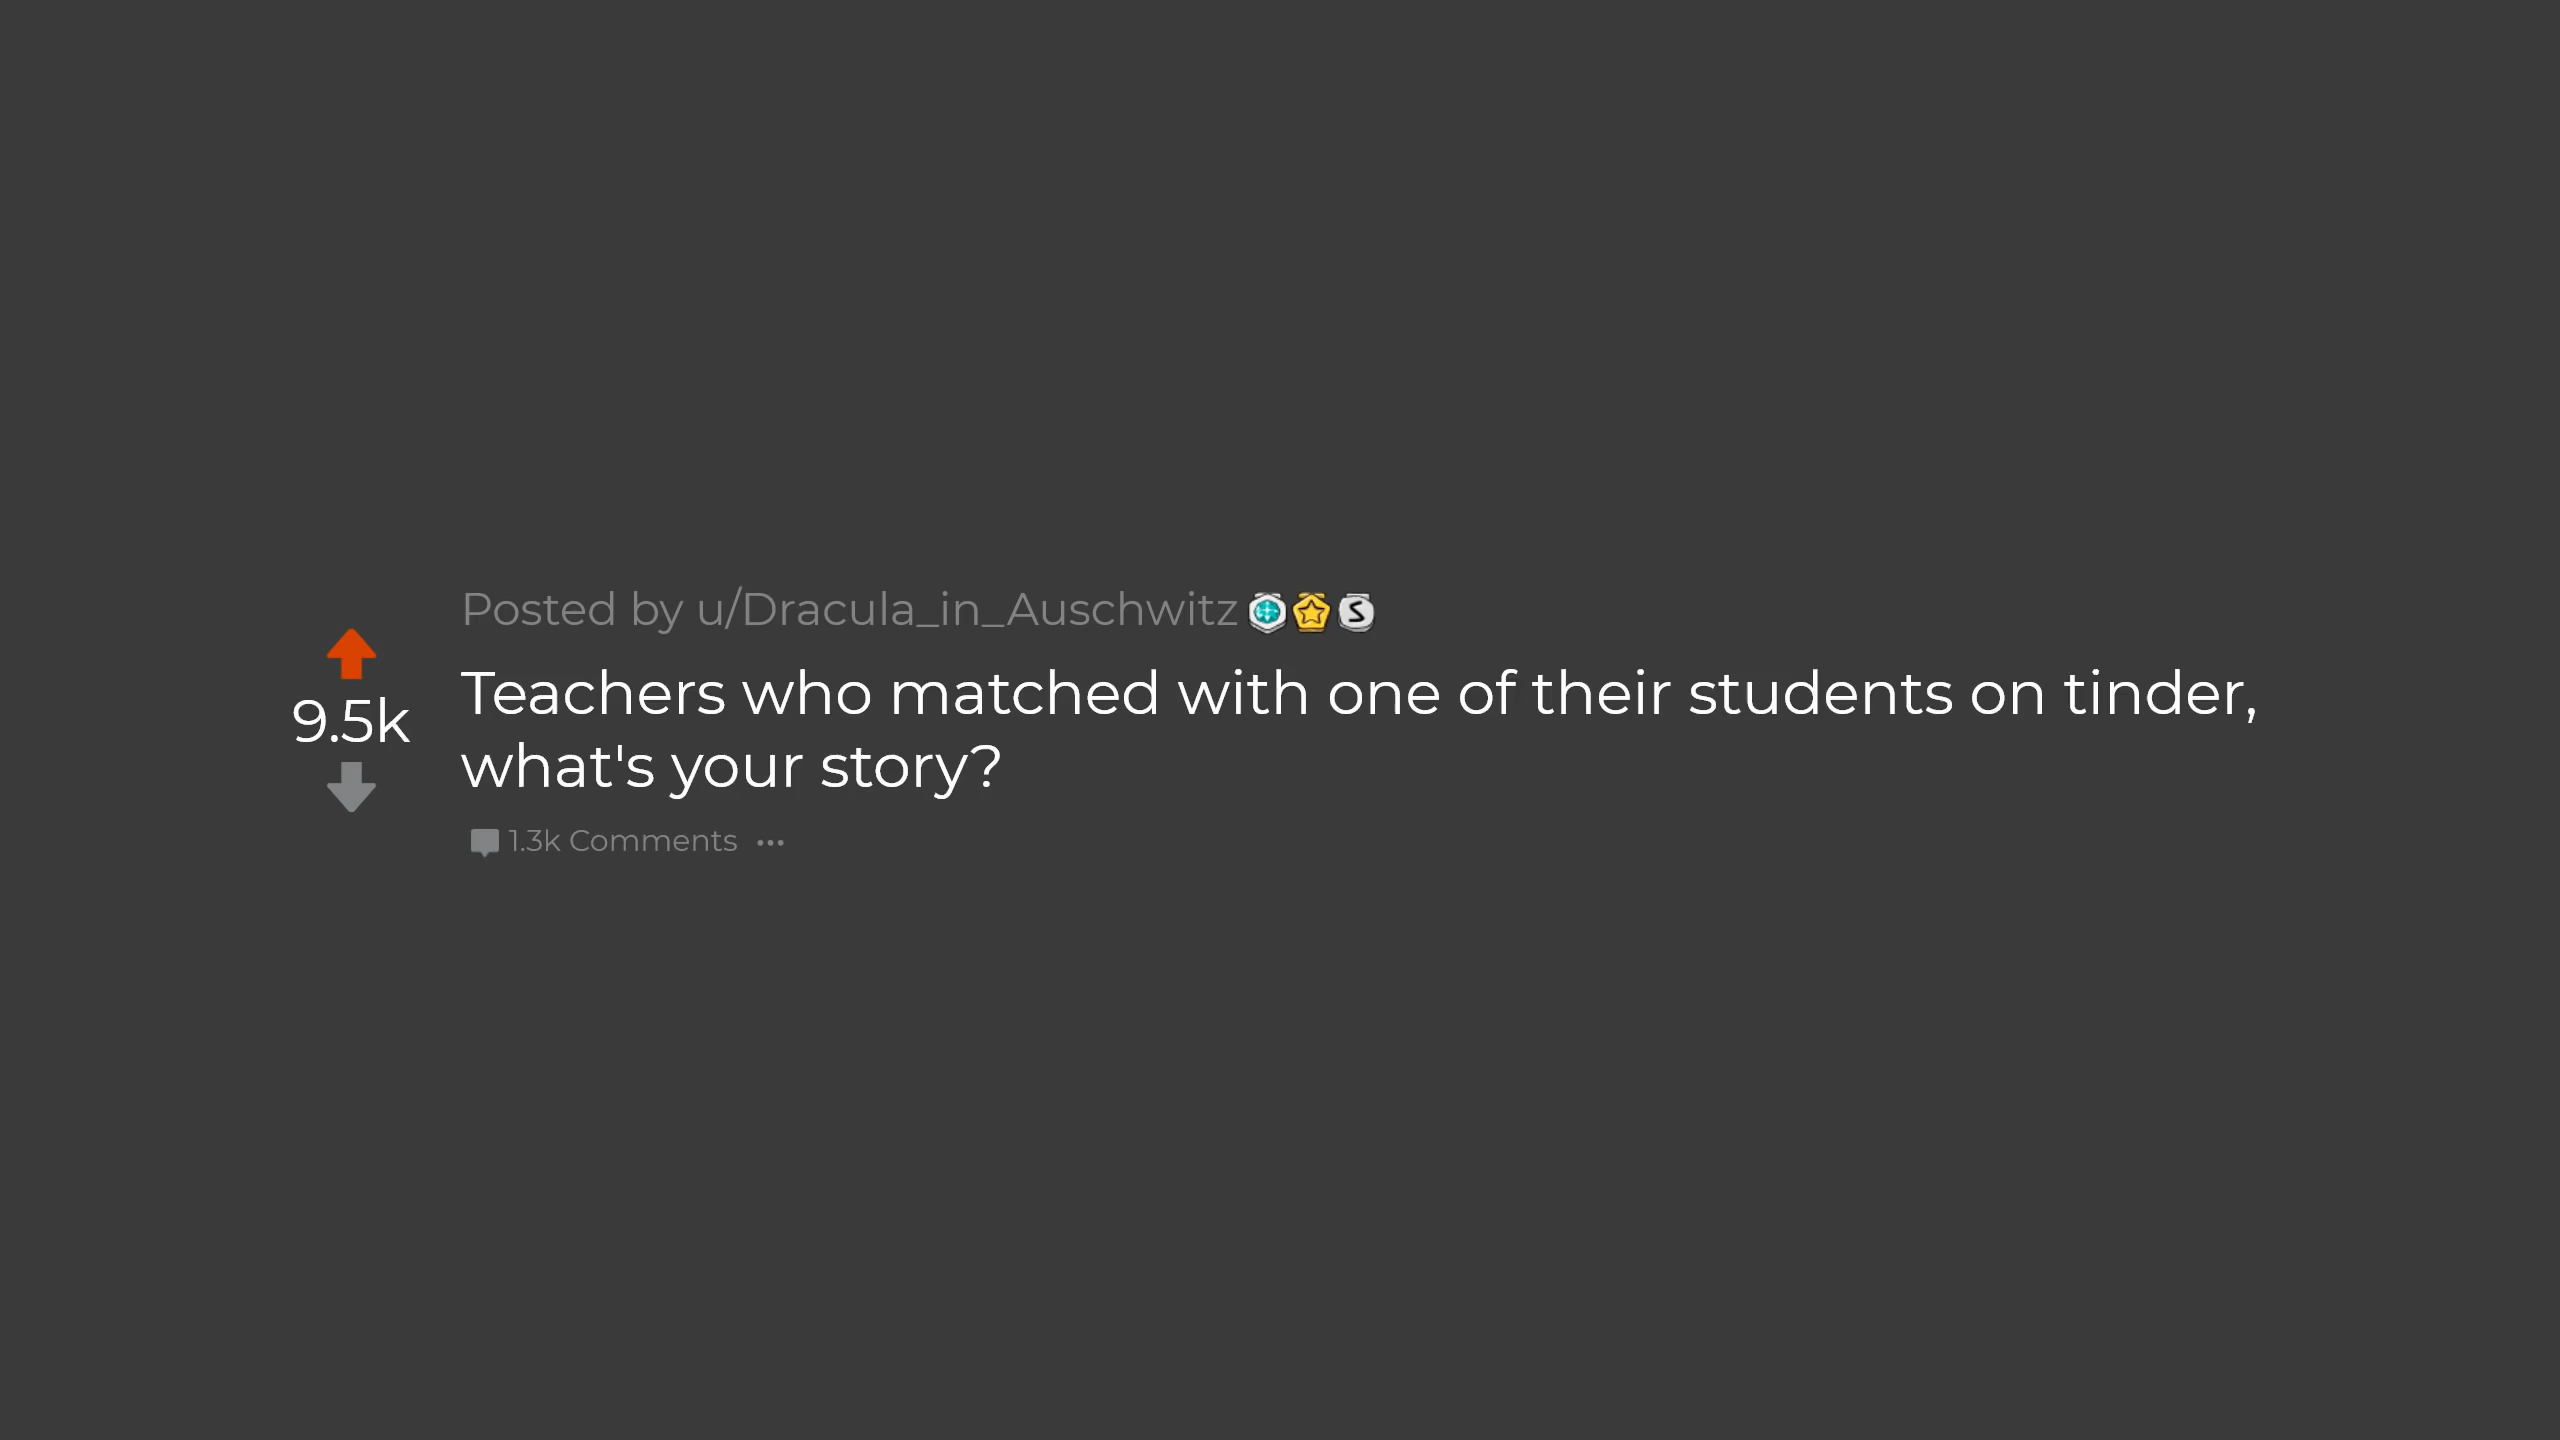 Posted by u/Dracula_in_Auschwitz
S
Teachers who matched with one of their students on tinder,
what's your story?
9.5k
1.3k Comments ...